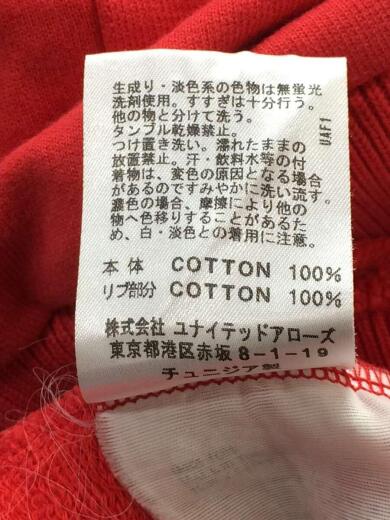 生成り・淡色系の色物は無蛍光
洗剤使用。すすぎは十分行う。
他の物と分けて洗う。
タンブル乾燥禁止。
つけ置き洗い。濡れたままの
放置禁止。汗・飲料水等の付
着物は、変色の原因となる場合
があるのですみやかに洗い流す。
濃色の場合、摩擦により他の
物へ色移りすることがあるた
め、白・淡色との着用に注意。
UAF1
本体 COTTON 100%
リブ部分 COTTON 100%
株式会社 ユナイテッドアローズ
東京都港区赤坂 8-1-19
チュニジア製